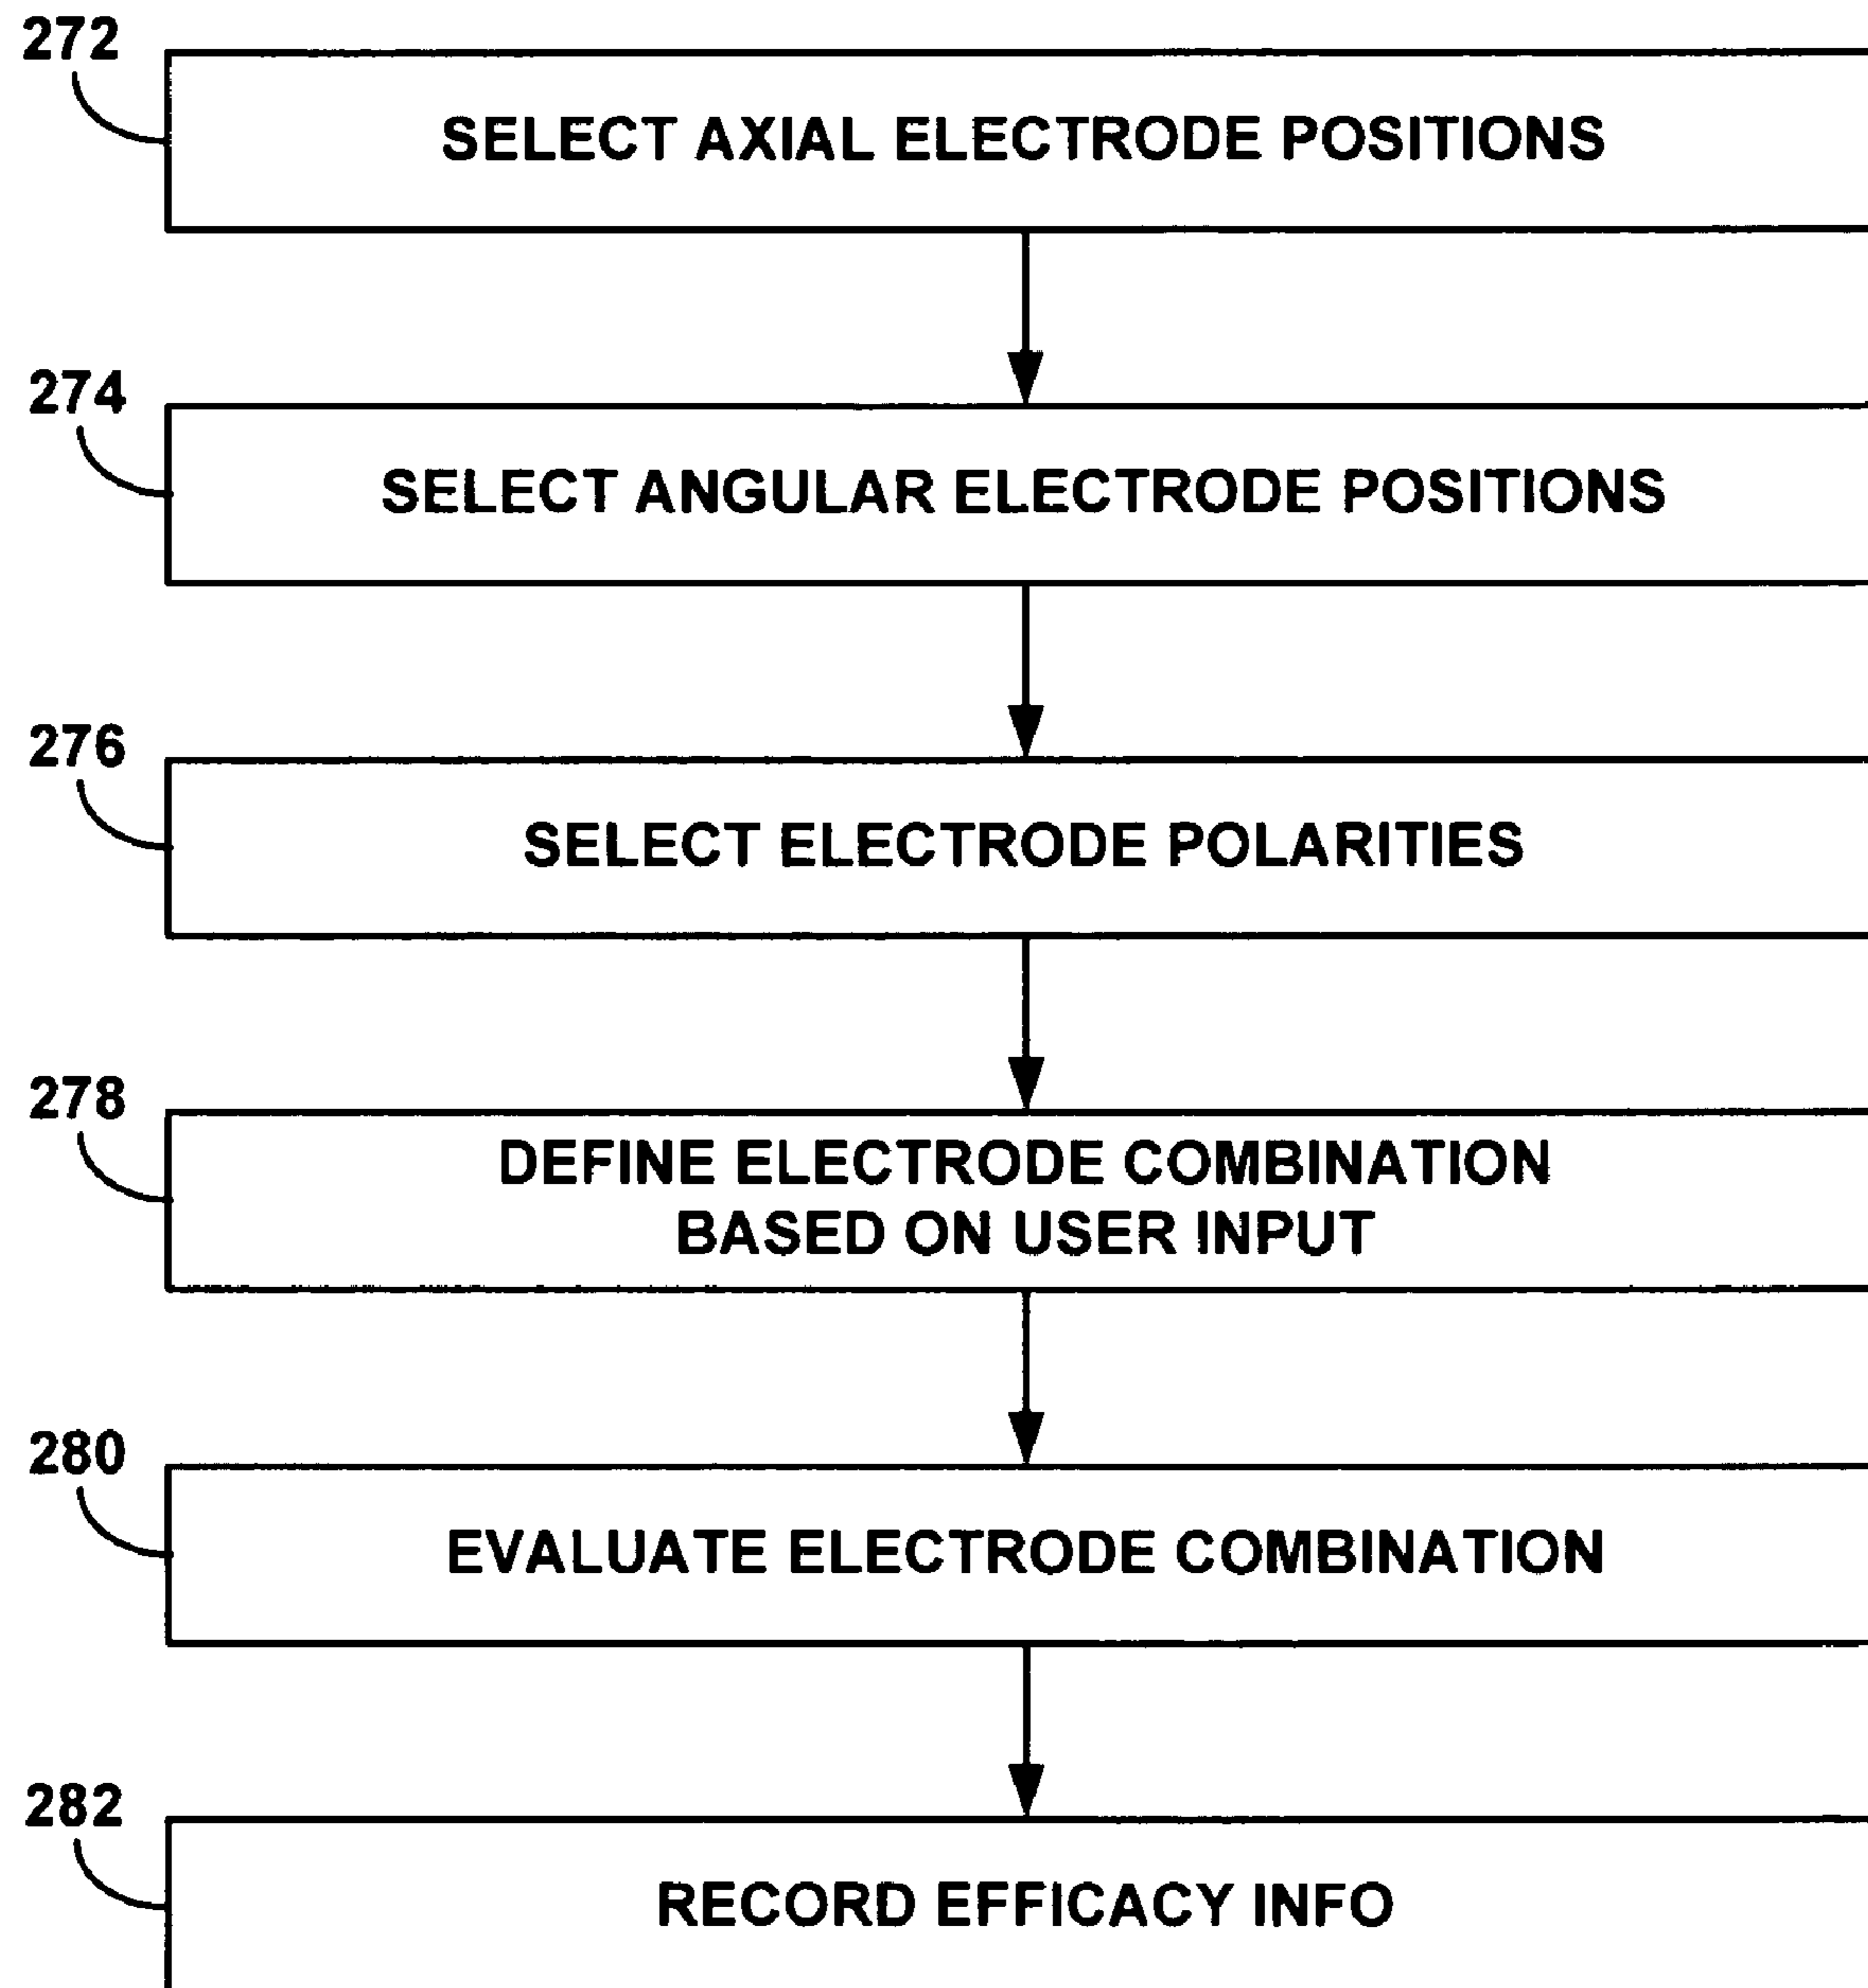 272
SELECT AXIAL ELECTRODE POSITIONS
274
SELECT ANGULAR ELECTRODE POSITIONS
276
SELECT ELECTRODE POLARITIES
278
DEFINE ELECTRODE COMBINATION
BASED ON USER INPUT
280
EVALUATE ELECTRODE COMBINATION
282
RECORD EFFICACY INFO